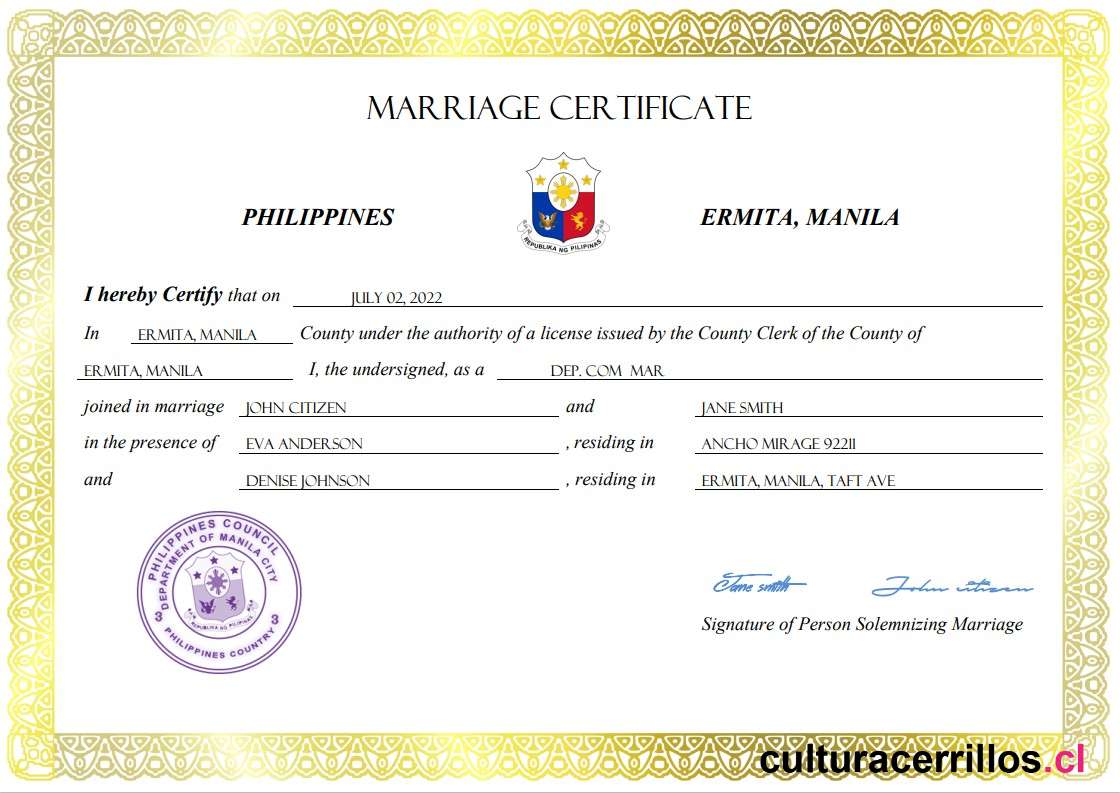 MARRIAGE CERTIFICATE
PHILIPPINES
REPUBLIKA NG PILIPINAS
ERMITA, MANILA
I hereby Certify that on JULY 02, 2022
In ERMITA, MANILA County under the authority of a license issued by the County Clerk of the County of
ERMITA, MANILA I, the undersigned, as a DEP. COM MAR
joined in marriage JOHN CITIZEN and JANE SMITH
in the presence of EVA ANDERSON , residing in ANCHO MIRAGE 92211
and DENISE JOHNSON , residing in ERMITA, MANILA, TAFT AVE
PHILIPPINES COUNCIL
DEPARTMENT OF MANILA CITY
REPUBLIKA NG PILIPINAS
3 3
PHILIPPINES COUNTRY
Jane smith John citizen
Signature of Person Solemnizing Marriage
culturacerrillos.cl